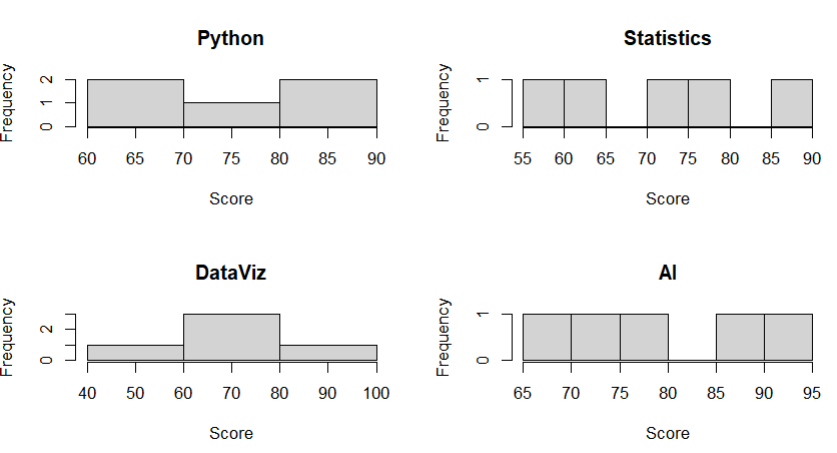 Python
Frequency
0 1 2
60 65 70 75 80 85 90
Score
Statistics
Frequency
0 1
55 60 65 70 75 80 85 90
Score
DataViz
Frequency
0 2
40 50 60 70 80 90 100
Score
AI
Frequency
0 1
65 70 75 80 85 90 95
Score